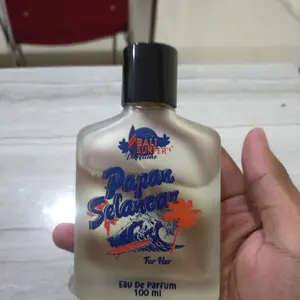 BALI
SURFER'S
Perfume
Papan
Selancar
For Her
EAU DE PARFUM
100 ml